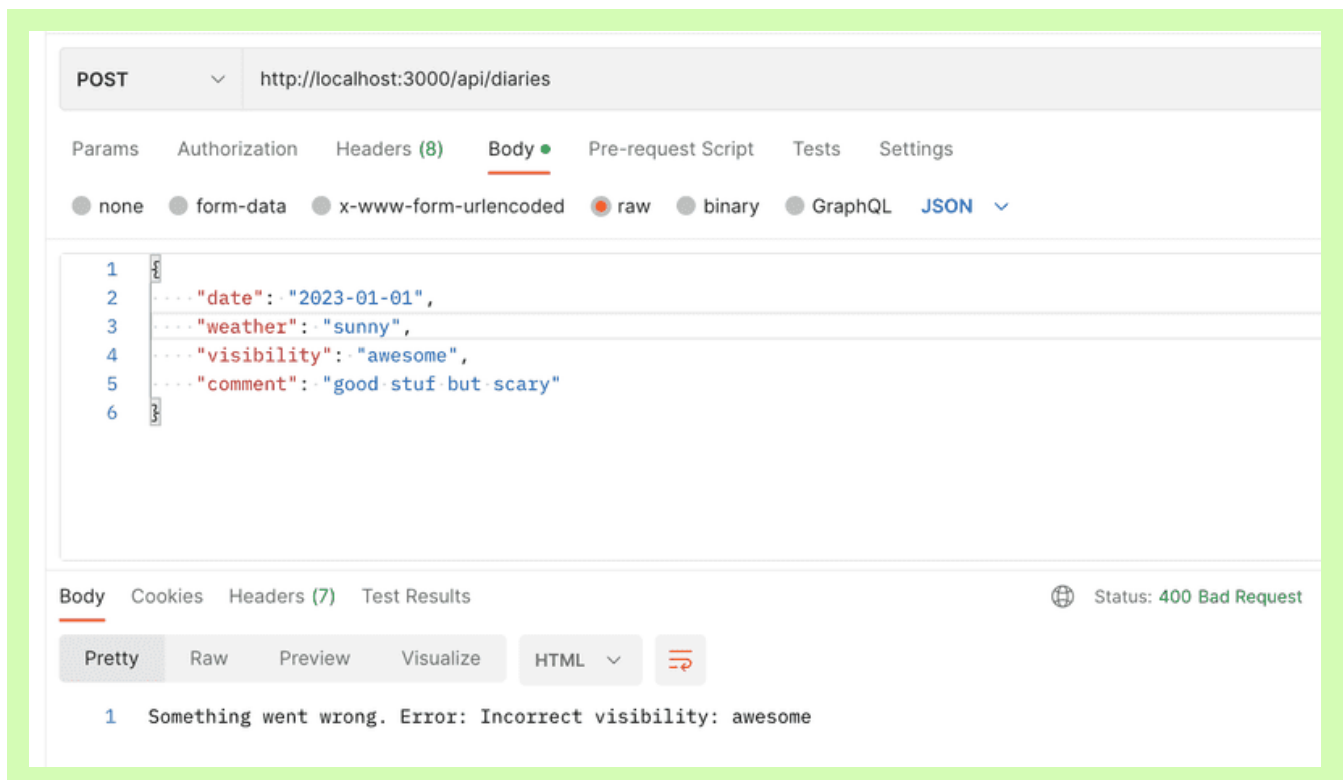 POST http://localhost:3000/api/diaries
Params Authorization Headers (8) Body Pre-request Script Tests Settings
none form-data x-www-form-urlencoded raw binary GraphQL JSON
1 {
2 "date": "2023-01-01",
3 "weather": "sunny",
4 "visibility": "awesome",
5 "comment": "good stuf but scary"
6 }
Body Cookies Headers (7) Test Results Status: 400 Bad Request
Pretty Raw Preview Visualize HTML
1 Something went wrong. Error: Incorrect visibility: awesome